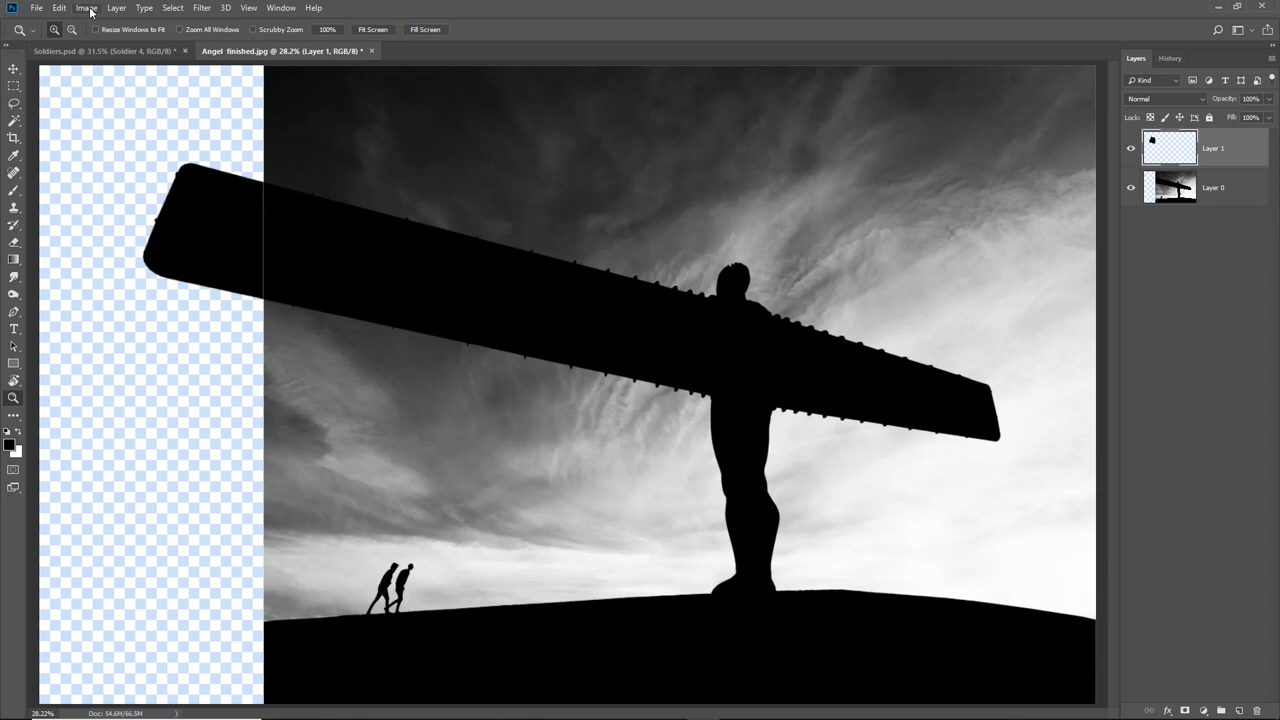 Ps File Edit Image Layer Type Select Filter 3D View Window Help
Resize Windows to Fit Zoom All Windows Scrubby Zoom 100% Fit Screen Fill Screen
Soldiers.psd @ 31.5% (Soldier 4, RGB/8) * × Angel finished.jpg @ 28.2% (Layer 1, RGB/8) * ×
Layers History
Kind
Normal Opacity: 100%
Lock: Fill: 100%
Layer 1
Layer 0
28.22% Doc: 54.6M/66.5M
fx